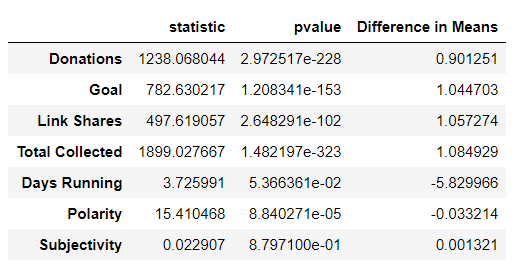 statistic pvalue Difference in Means
Donations 1238.068044 2.972517e-228 0.901251
Goal 782.630217 1.208341e-153 1.044703
Link Shares 497.619057 2.648291e-102 1.057274
Total Collected 1899.027667 1.482197e-323 1.084929
Days Running 3.725991 5.366361e-02 -5.829966
Polarity 15.410468 8.840271e-05 -0.033214
Subjectivity 0.022907 8.797100e-01 0.001321